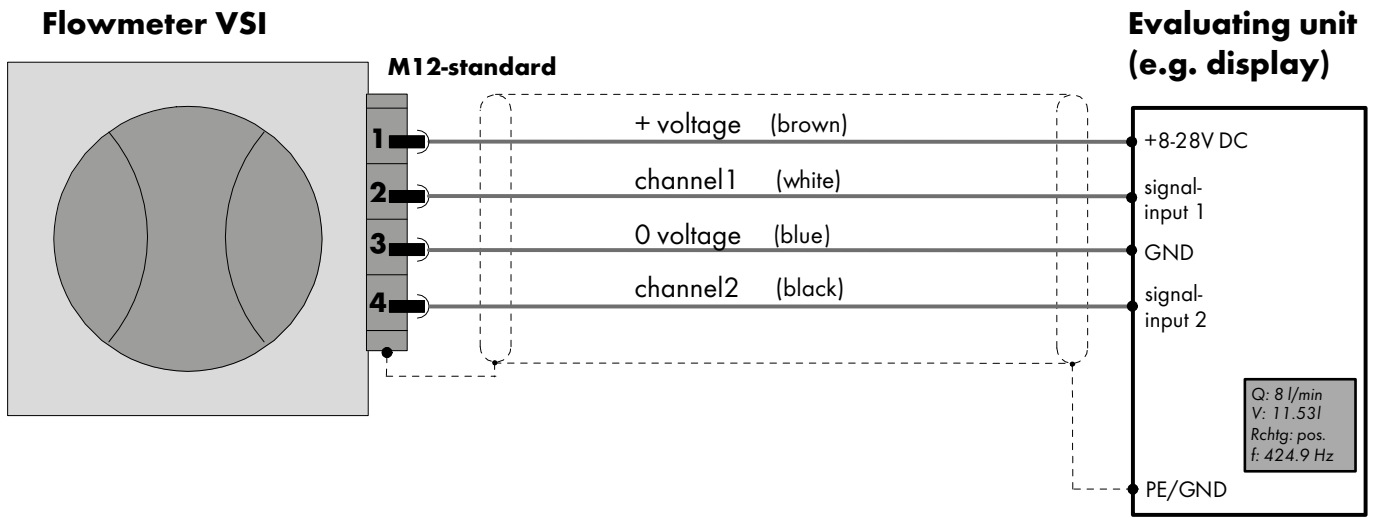 Flowmeter VSI
Evaluating unit
(e.g. display)
M12-standard
1
+ voltage (brown)
+8-28V DC
2
channel1 (white)
signal-
input 1
3
0 voltage (blue)
GND
4
channel2 (black)
signal-
input 2
Q: 8 l/min
V: 11.53l
Rchtg: pos.
f: 424.9 Hz
PE/GND